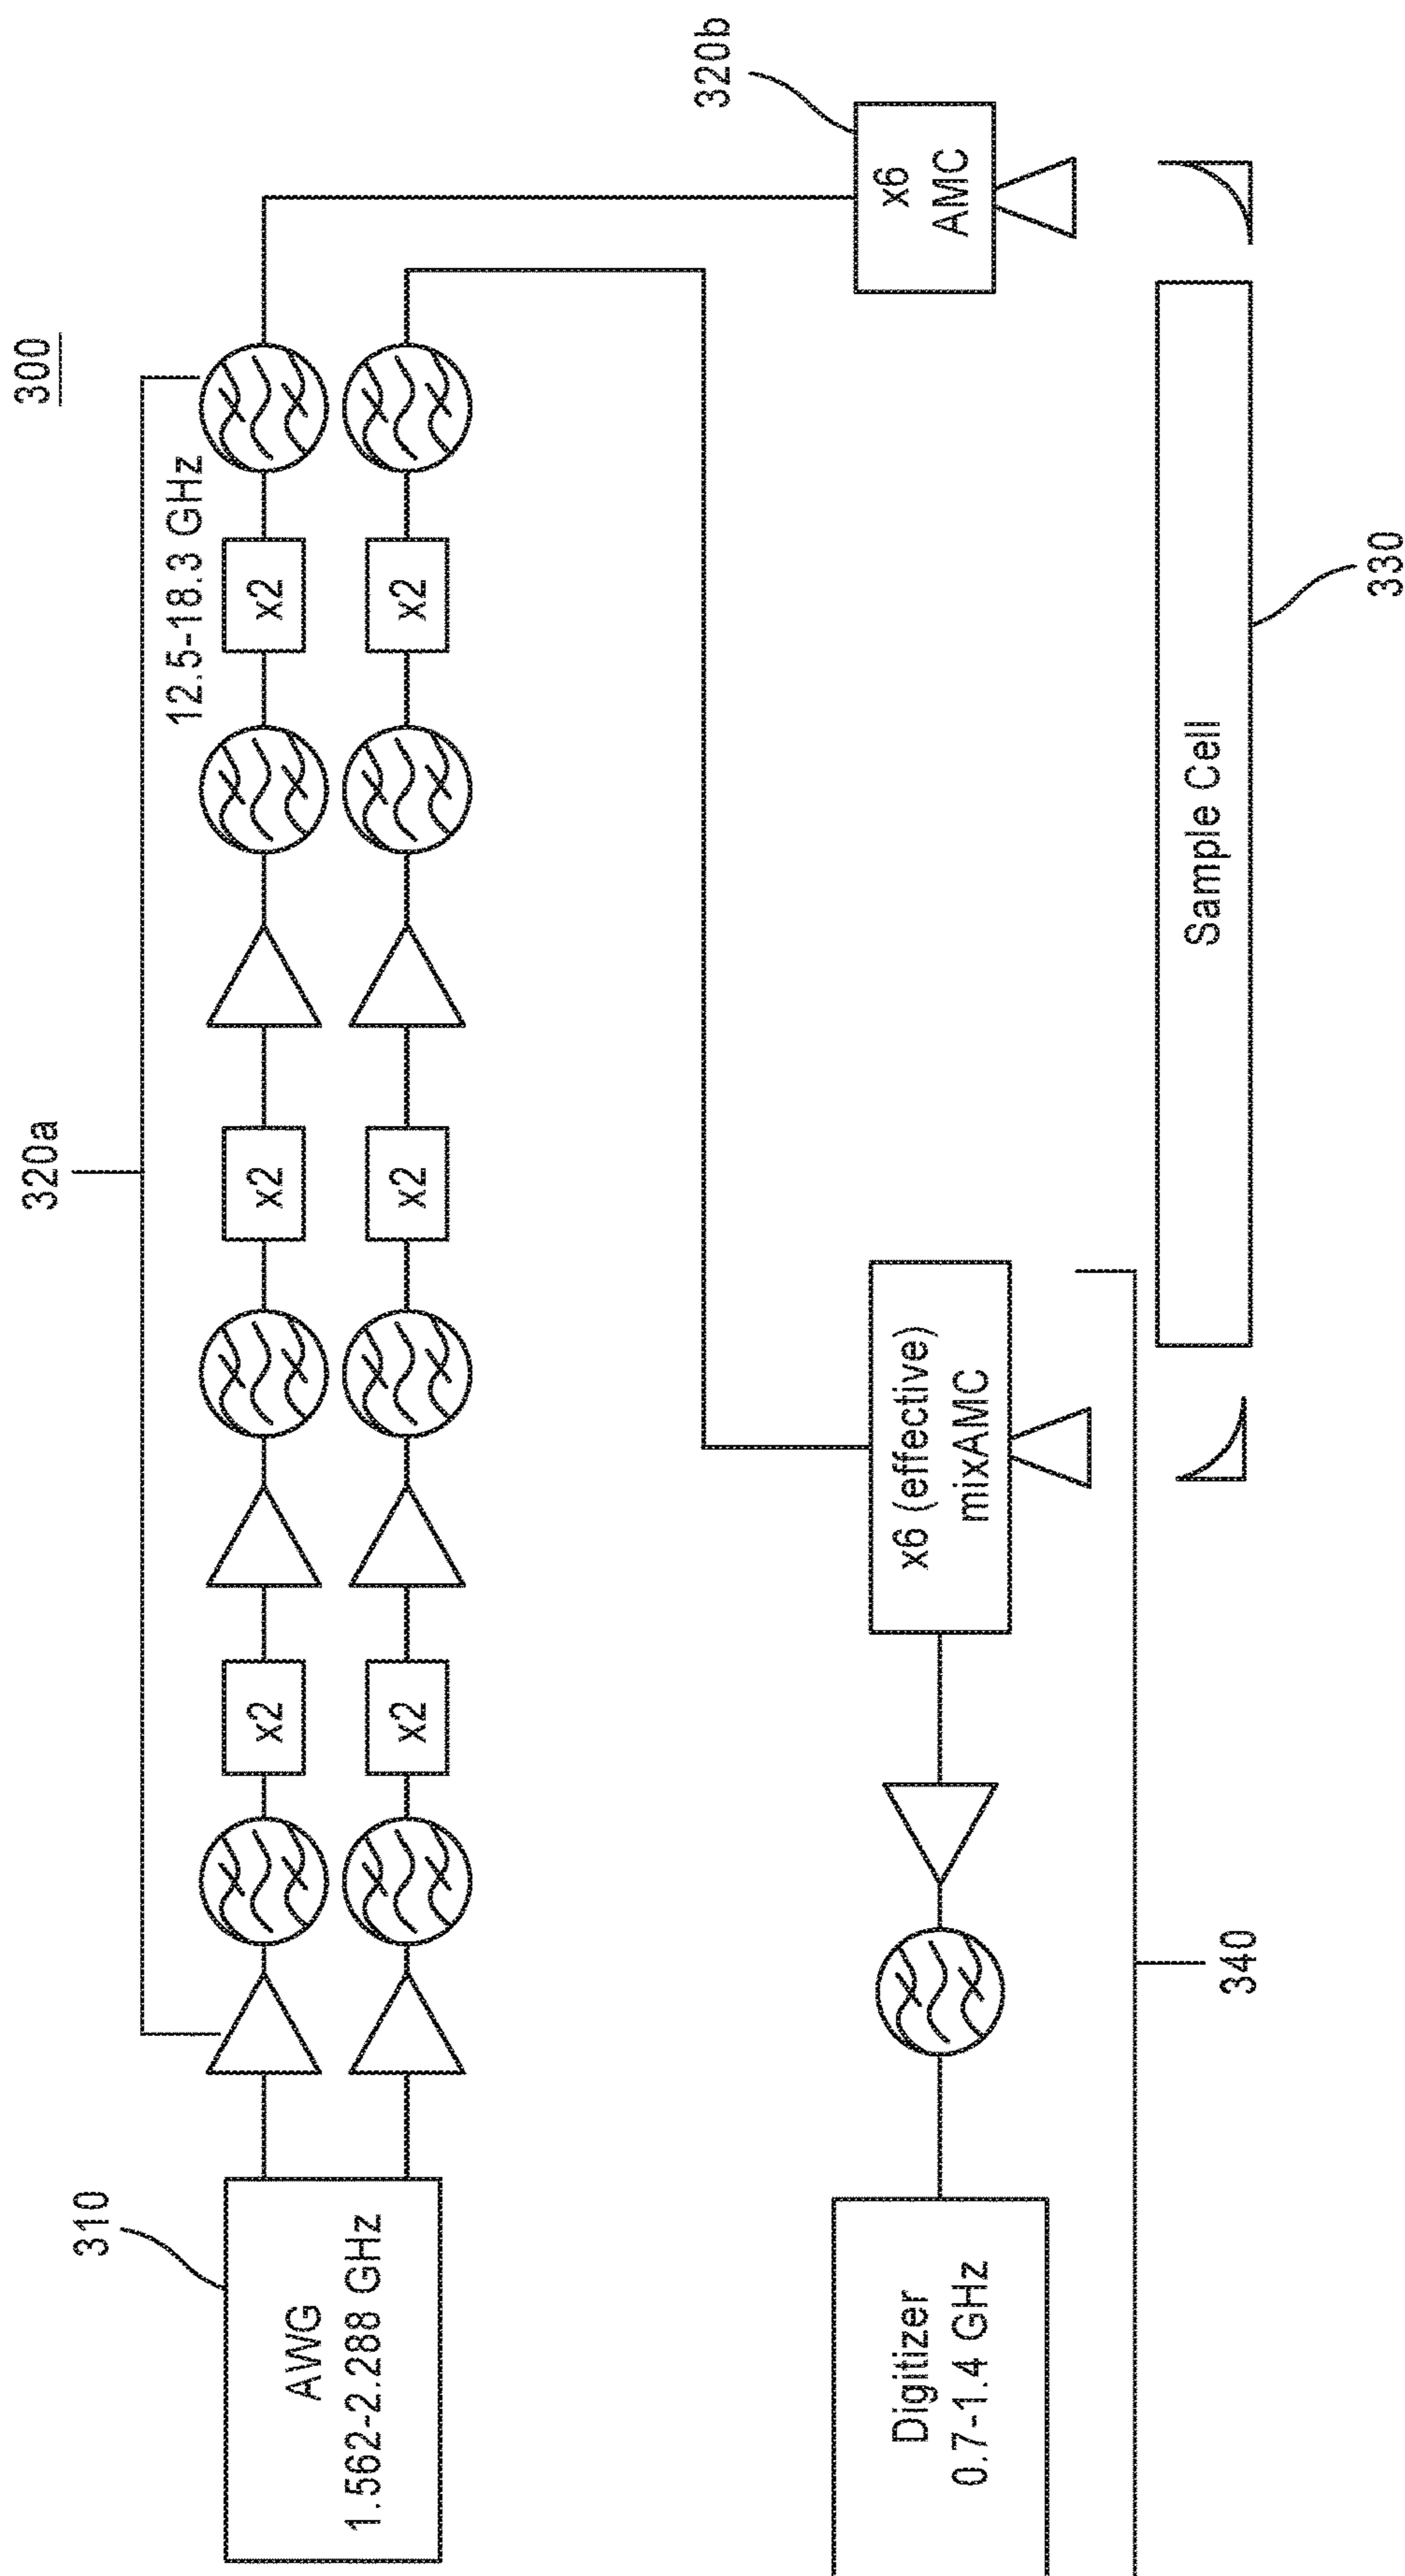 300
320a
12.5-18.3 GHz
x2
x2
x2
x2
x2
x2
310
AWG
1.562-2.288 GHz
320b
x6
AMC
x6 (effective)
mixAMC
Digitizer
0.7-1.4 GHz
340
Sample Cell
330